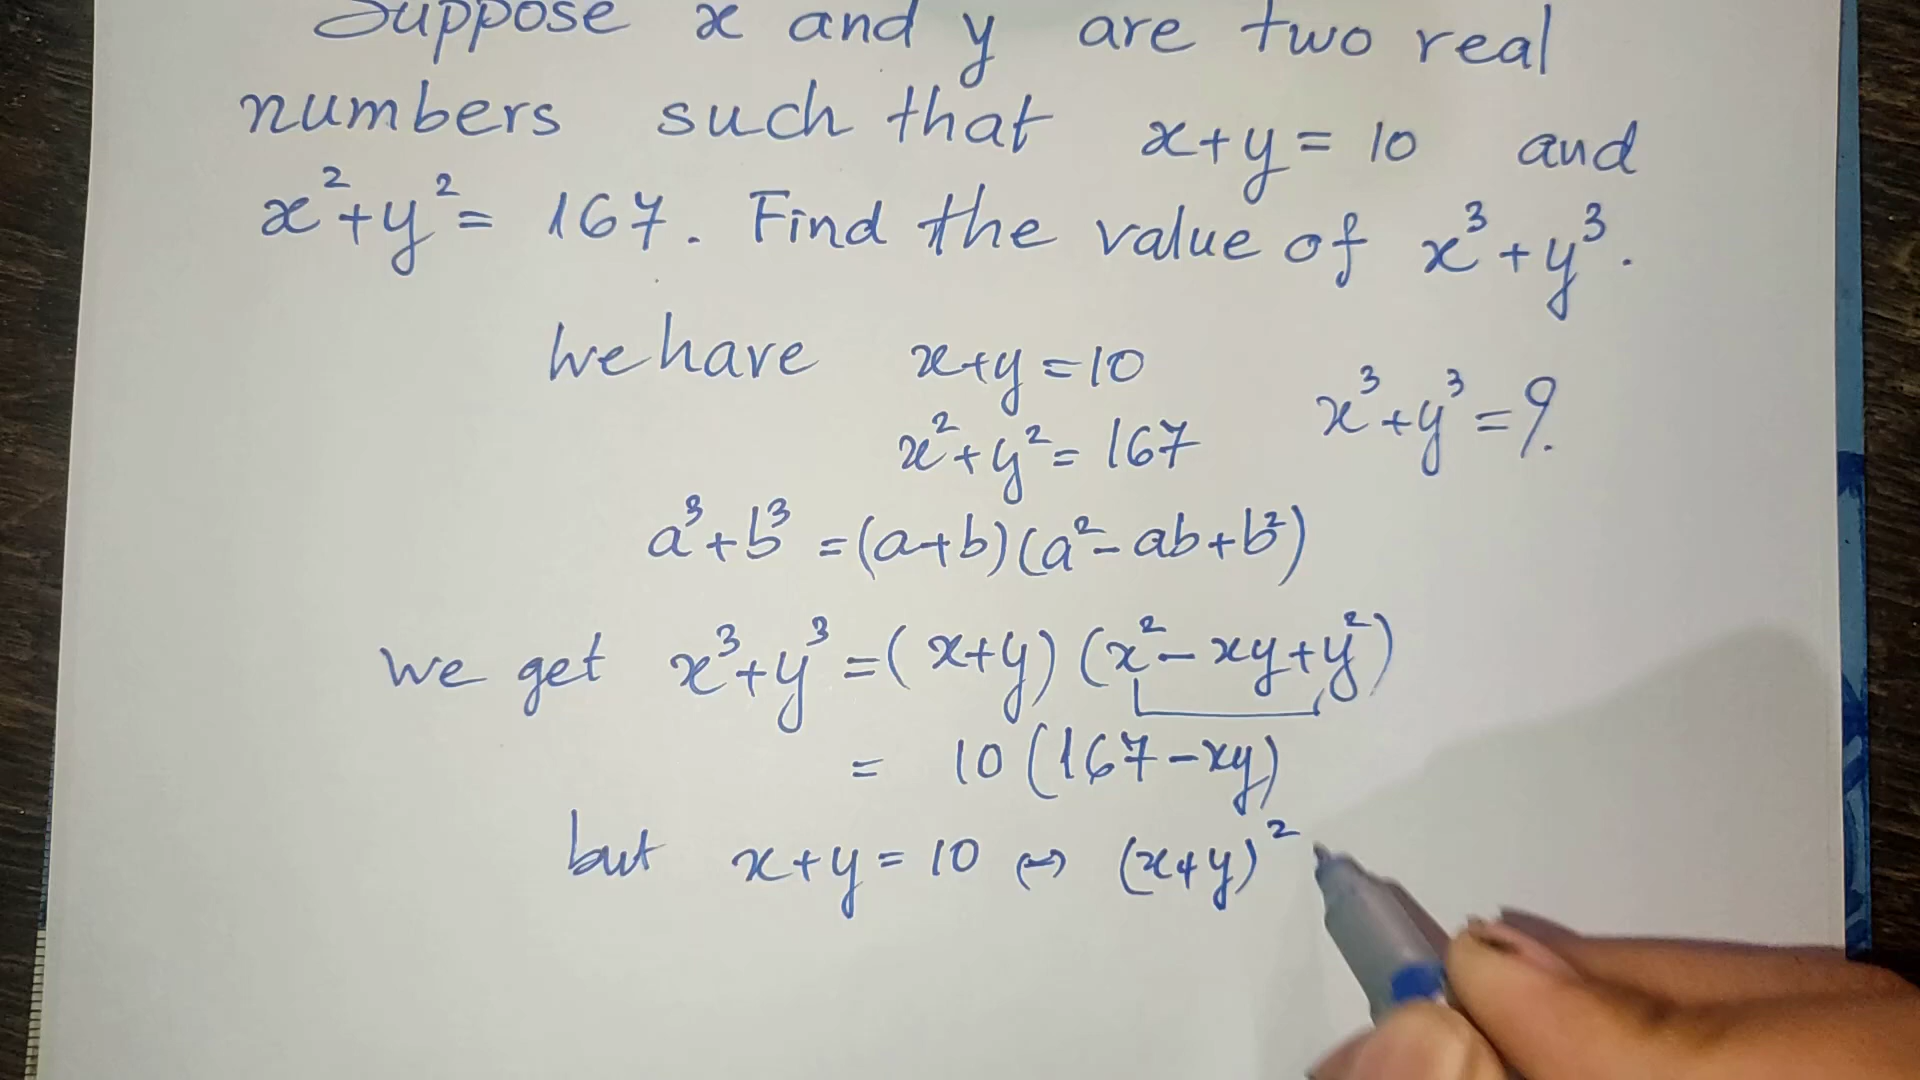 Suppose x and y are two real
numbers such that x+y = 10 and
x²+y² = 167. Find the value of x³+y³.
We have x+y = 10
x³+y³ = ?
x²+y² = 167
a³+b³ = (a+b)(a²-ab+b²)
we get x³+y³ = (x+y)(x²-xy+y²)
= 10(167-xy)
but x+y = 10 ↔ (x+y)²